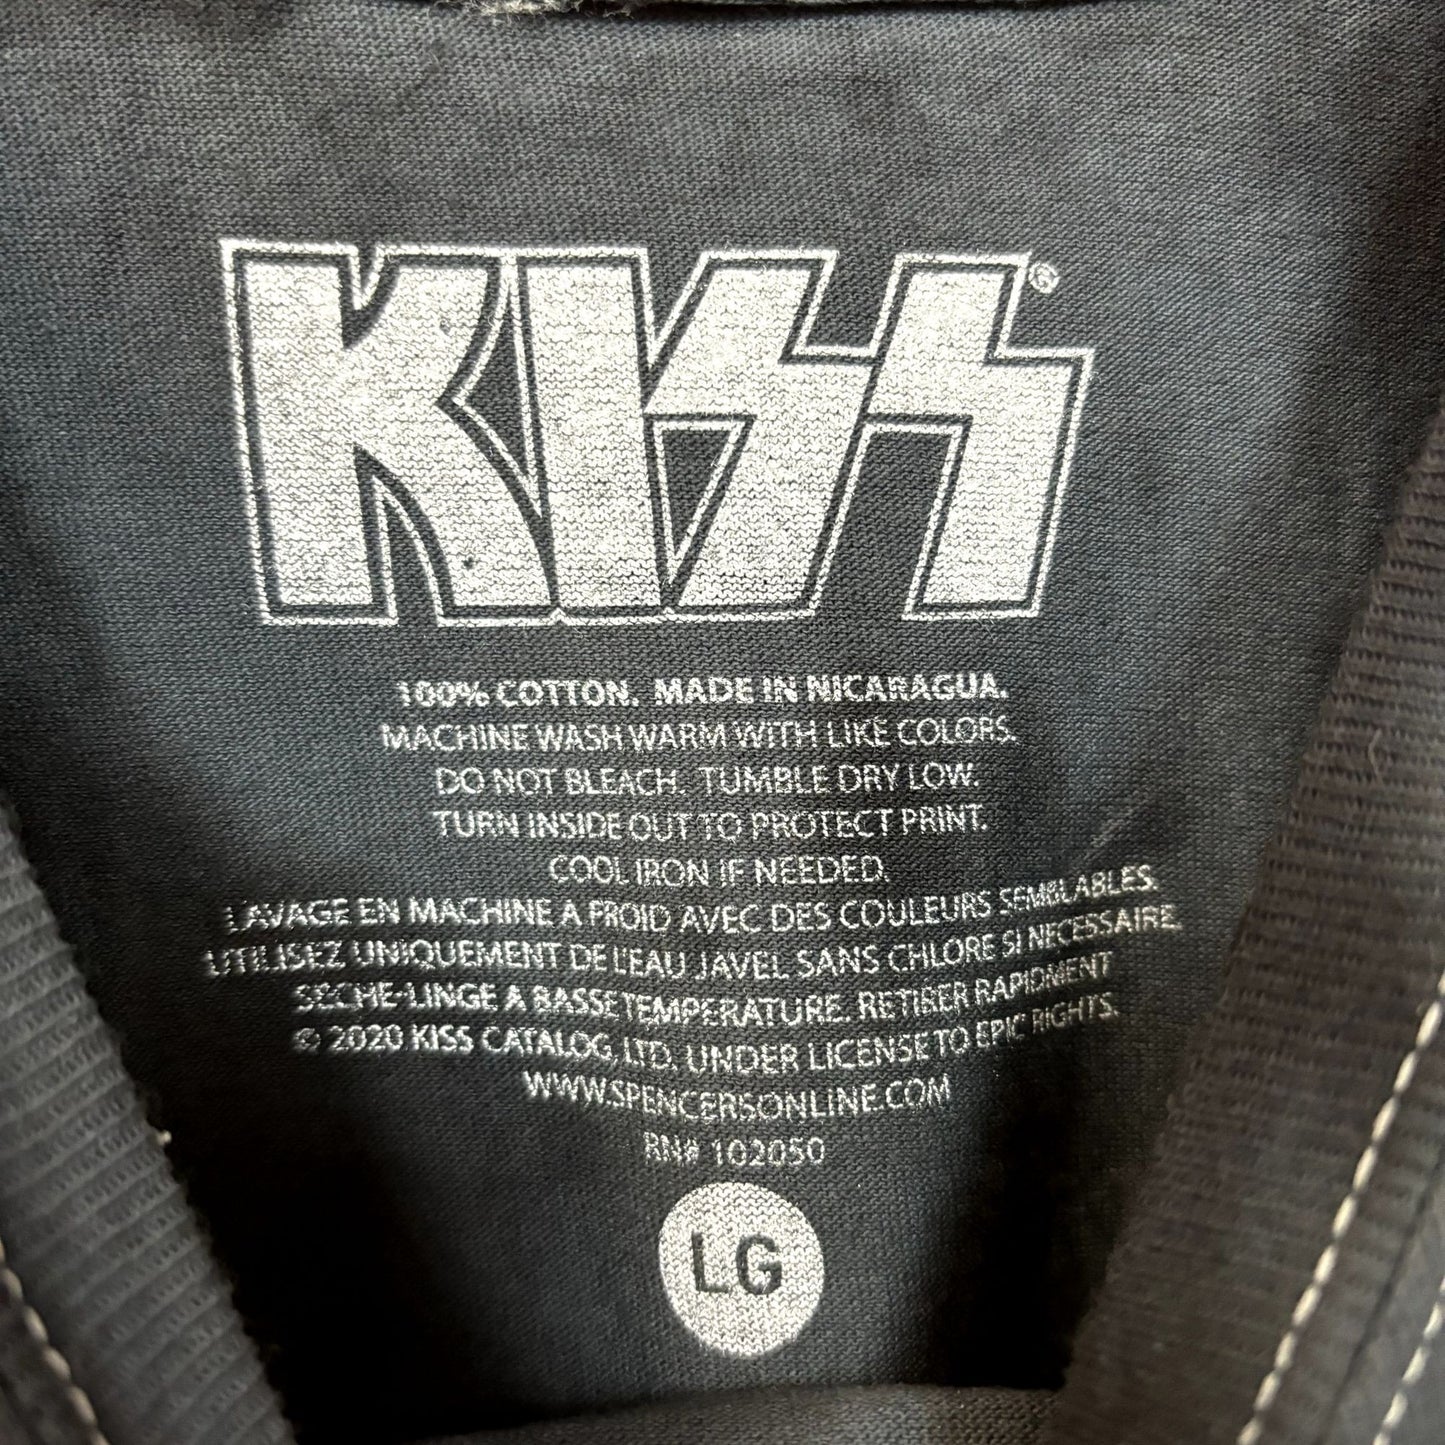 KISS®
100% COTTON. MADE IN NICARAGUA.
MACHINE WASH WARM WITH LIKE COLORS.
DO NOT BLEACH. TUMBLE DRY LOW.
TURN INSIDE OUT TO PROTECT PRINT.
COOL IRON IF NEEDED.
LAVAGE EN MACHINE A FROID AVEC DES COULEURS SEMBLABLES.
UTILISEZ UNIQUEMENT DE L'EAU JAVEL SANS CHLORE SI NECESSAIRE
SECHE-LINGE A BASSE TEMPERATURE. RETIRER RAPIDMENT
© 2020 KISS CATALOG, LTD. UNDER LICENSE TO EPIC RIGHTS.
WWW.SPENCERSONLINE.COM
RN# 102050
LG